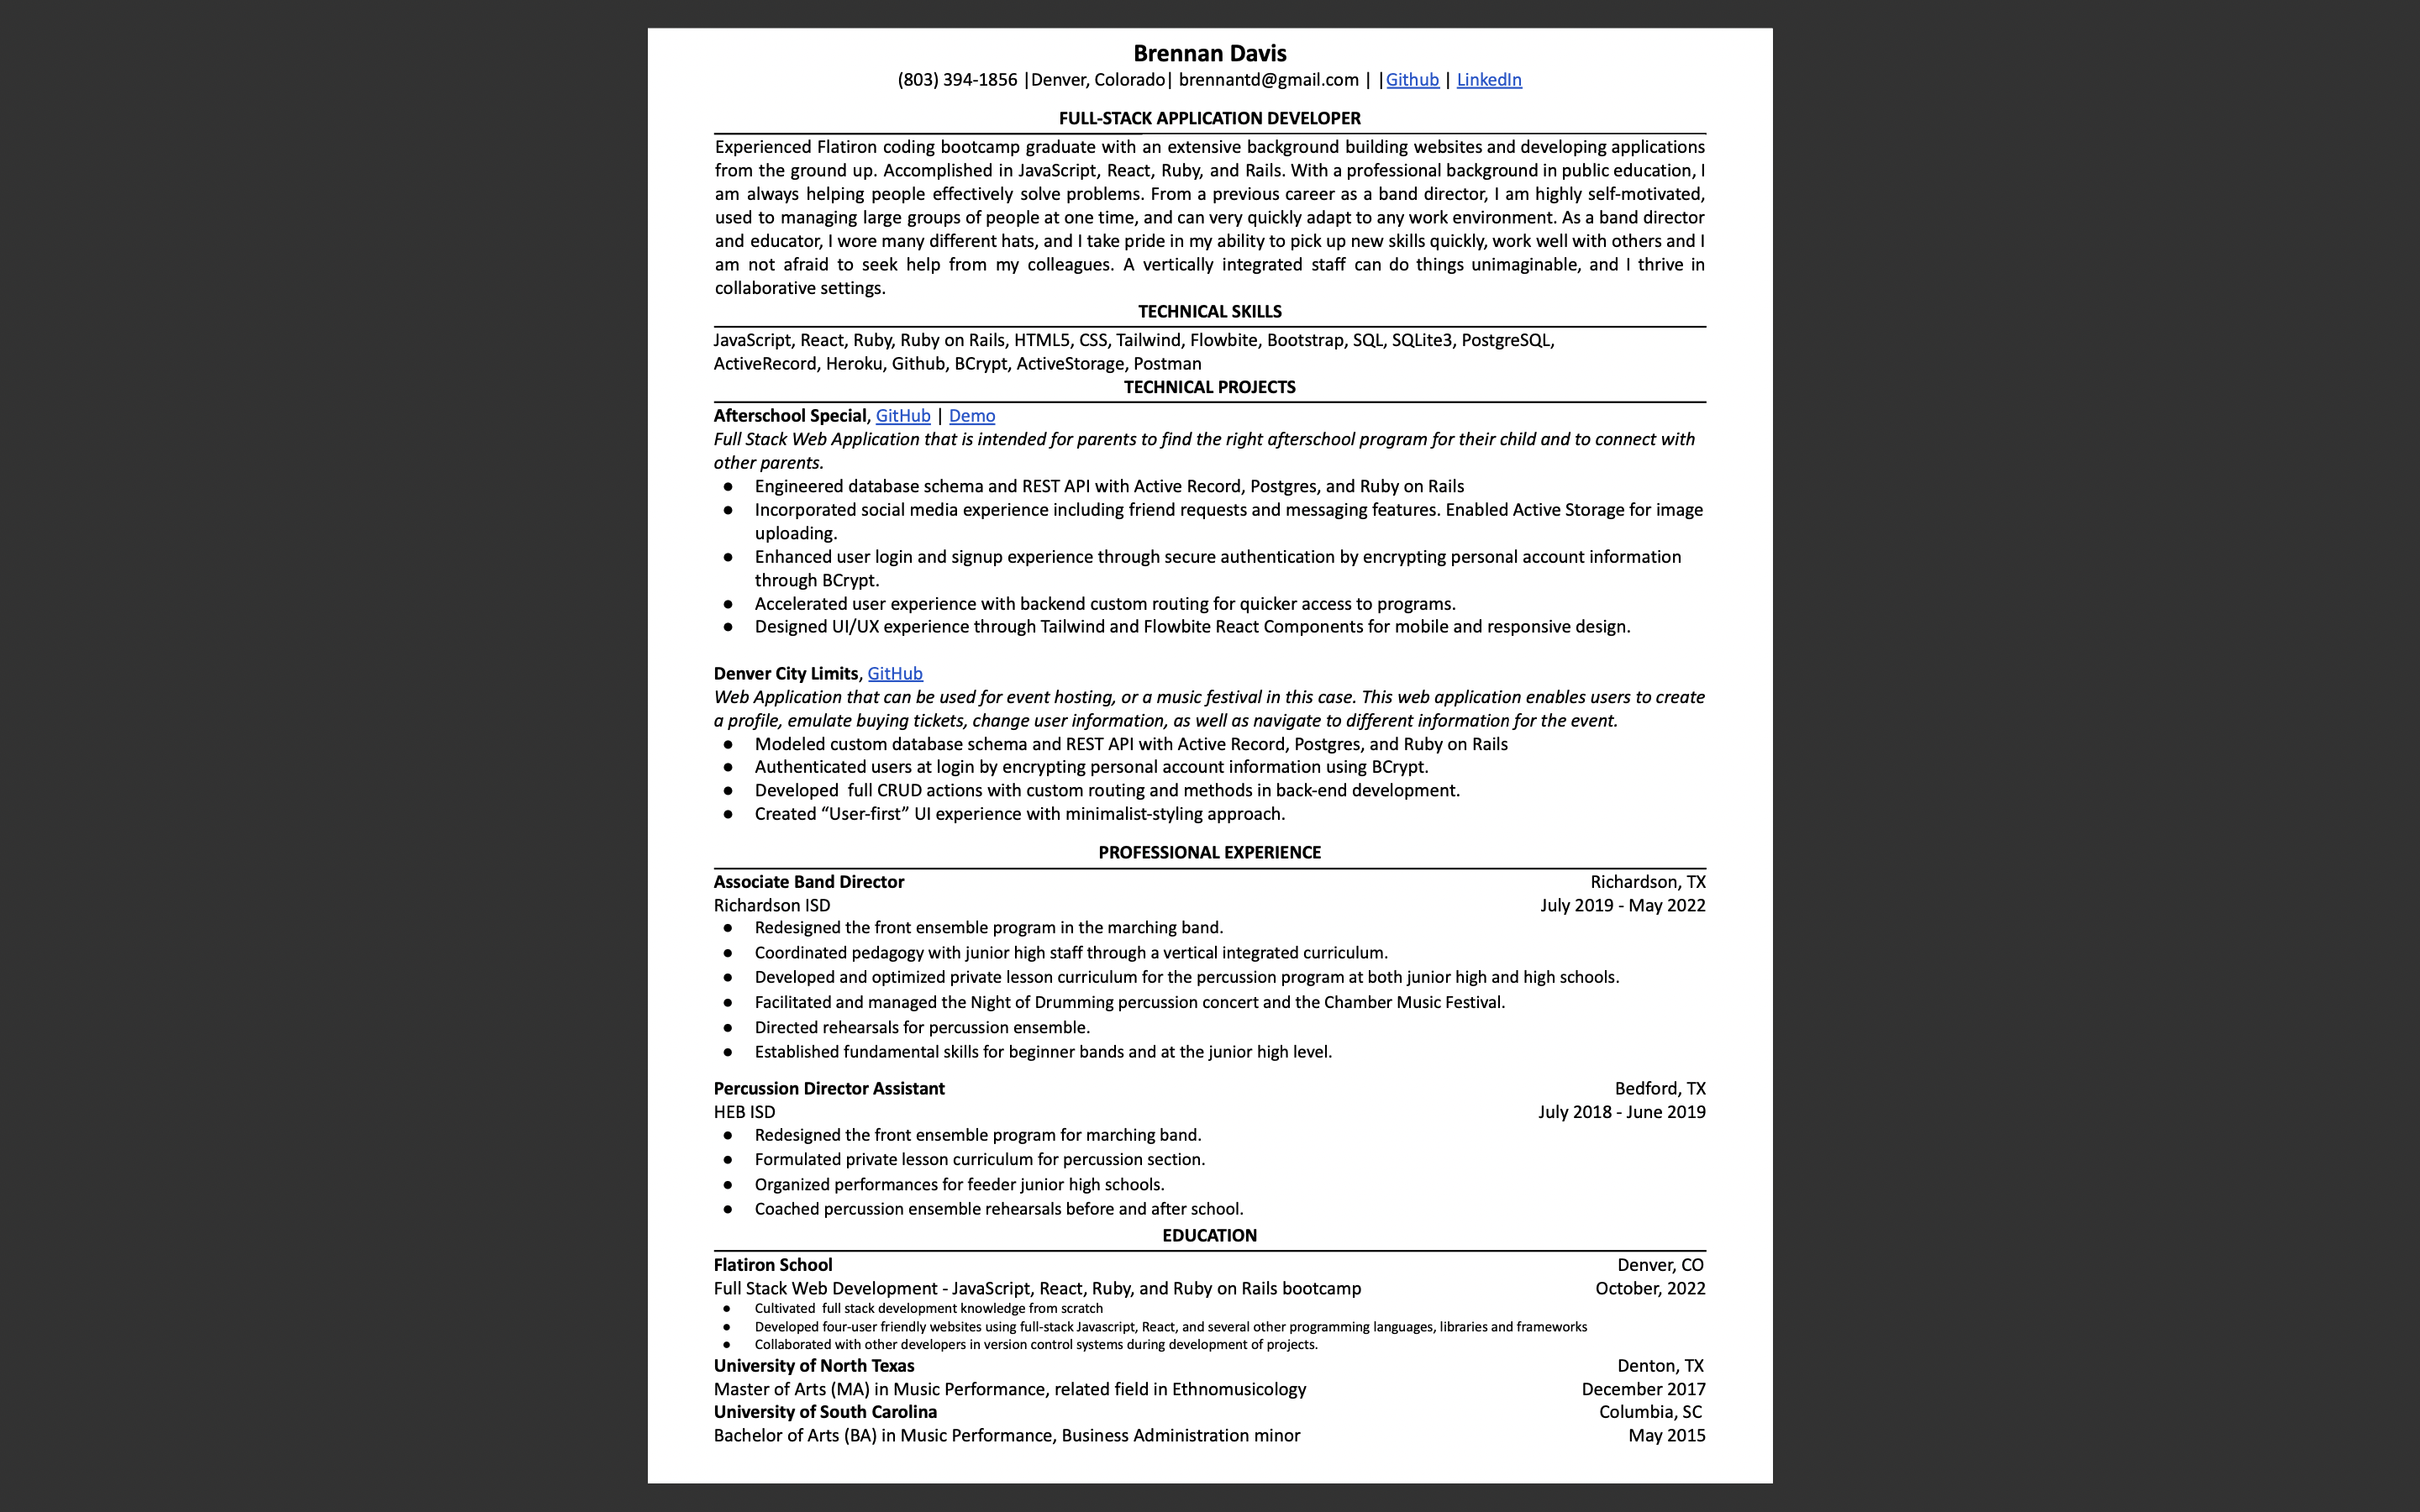 Brennan Davis
(803) 394-1856 |Denver, Colorado| brennantd@gmail.com | |Github | LinkedIn
FULL-STACK APPLICATION DEVELOPER
Experienced Flatiron coding bootcamp graduate with an extensive background building websites and developing applications
from the ground up. Accomplished in JavaScript, React, Ruby, and Rails. With a professional background in public education, I
am always helping people effectively solve problems. From a previous career as a band director, I am highly self-motivated,
used to managing large groups of people at one time, and can very quickly adapt to any work environment. As a band director
and educator, I wore many different hats, and I take pride in my ability to pick up new skills quickly, work well with others and I
am not afraid to seek help from my colleagues. A vertically integrated staff can do things unimaginable, and I thrive in
collaborative settings.
TECHNICAL SKILLS
JavaScript, React, Ruby, Ruby on Rails, HTML5, CSS, Tailwind, Flowbite, Bootstrap, SQL, SQLite3, PostgreSQL,
ActiveRecord, Heroku, Github, BCrypt, ActiveStorage, Postman
TECHNICAL PROJECTS
Afterschool Special, GitHub | Demo
Full Stack Web Application that is intended for parents to find the right afterschool program for their child and to connect with
other parents.
● Engineered database schema and REST API with Active Record, Postgres, and Ruby on Rails
● Incorporated social media experience including friend requests and messaging features. Enabled Active Storage for image
uploading.
● Enhanced user login and signup experience through secure authentication by encrypting personal account information
through BCrypt.
● Accelerated user experience with backend custom routing for quicker access to programs.
● Designed UI/UX experience through Tailwind and Flowbite React Components for mobile and responsive design.
Denver City Limits, GitHub
Web Application that can be used for event hosting, or a music festival in this case. This web application enables users to create
a profile, emulate buying tickets, change user information, as well as navigate to different information for the event.
● Modeled custom database schema and REST API with Active Record, Postgres, and Ruby on Rails
● Authenticated users at login by encrypting personal account information using BCrypt.
● Developed  full CRUD actions with custom routing and methods in back-end development.
● Created “User-first” UI experience with minimalist-styling approach.
PROFESSIONAL EXPERIENCE
Associate Band Director Richardson, TX
Richardson ISD July 2019 - May 2022
● Redesigned the front ensemble program in the marching band.
● Coordinated pedagogy with junior high staff through a vertical integrated curriculum.
● Developed and optimized private lesson curriculum for the percussion program at both junior high and high schools.
● Facilitated and managed the Night of Drumming percussion concert and the Chamber Music Festival.
● Directed rehearsals for percussion ensemble.
● Established fundamental skills for beginner bands and at the junior high level.
Percussion Director Assistant Bedford, TX
HEB ISD July 2018 - June 2019
● Redesigned the front ensemble program for marching band.
● Formulated private lesson curriculum for percussion section.
● Organized performances for feeder junior high schools.
● Coached percussion ensemble rehearsals before and after school.
EDUCATION
Flatiron School Denver, CO
Full Stack Web Development - JavaScript, React, Ruby, and Ruby on Rails bootcamp October, 2022
● Cultivated  full stack development knowledge from scratch
● Developed four-user friendly websites using full-stack Javascript, React, and several other programming languages, libraries and frameworks
● Collaborated with other developers in version control systems during development of projects.
University of North Texas Denton, TX
Master of Arts (MA) in Music Performance, related field in Ethnomusicology December 2017
University of South Carolina Columbia, SC
Bachelor of Arts (BA) in Music Performance, Business Administration minor May 2015